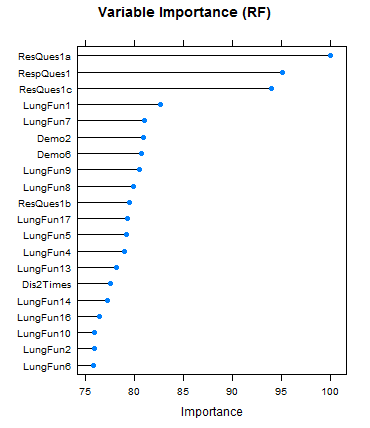 Variable Importance (RF)
ResQues1a
RespQues1
ResQues1c
LungFun1
LungFun7
Demo2
Demo6
LungFun9
LungFun8
ResQues1b
LungFun17
LungFun5
LungFun4
LungFun13
Dis2Times
LungFun14
LungFun16
LungFun10
LungFun2
LungFun6
75 80 85 90 95 100
Importance